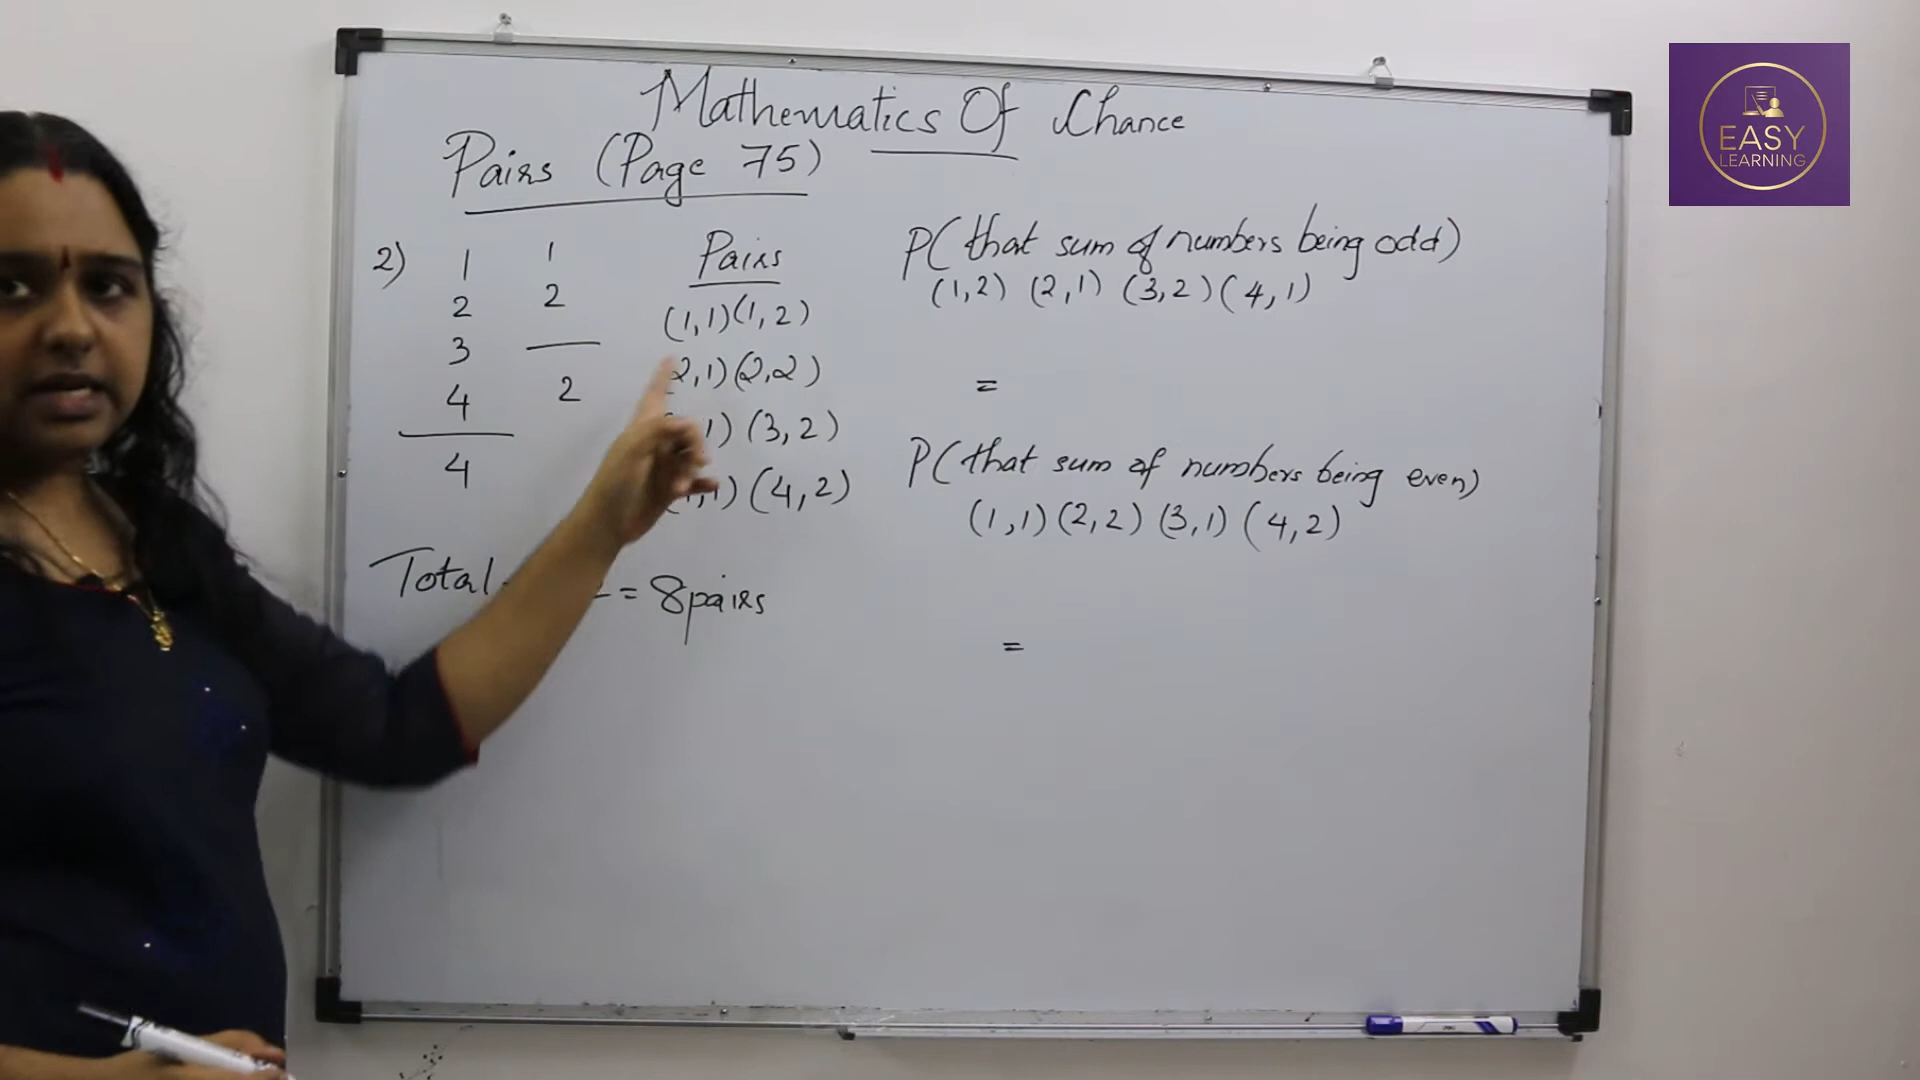 Mathematics Of Chance
Pairs (Page 75)
2)
1 1
2 2
3
4 2
4
Pairs
(1,1)(1,2)
2,1)(2,2)
1) (3,2)
,1) (4,2)
Total = 8pairs
P(that sum of numbers being odd)
(1,2) (2,1) (3,2) (4,1)
=
P(that sum of numbers being even)
(1,1) (2,2) (3,1) (4,2)
=
EASY
LEARNING